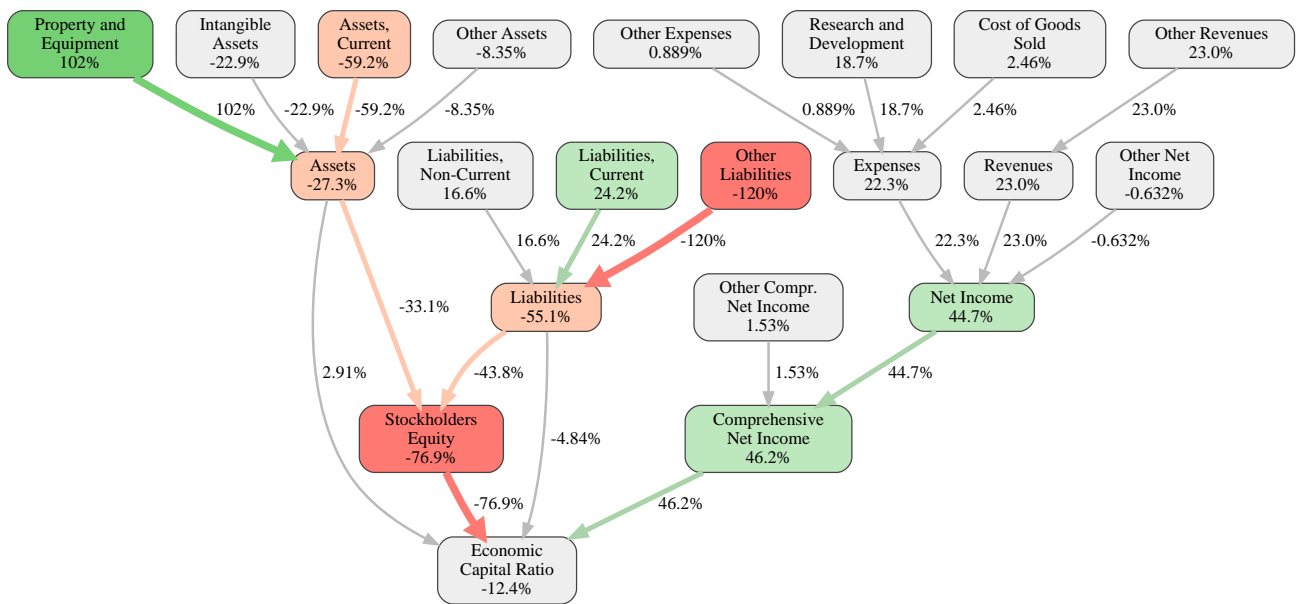 Property and
Equipment
102%
Intangible
Assets
-22.9%
Assets,
Current
-59.2%
Other Assets
-8.35%
Other Expenses
0.889%
Research and
Development
18.7%
Cost of Goods
Sold
2.46%
Other Revenues
23.0%
102%
-22.9%
-59.2%
-8.35%
0.889%
18.7%
2.46%
23.0%
Assets
-27.3%
Liabilities,
Non-Current
16.6%
Liabilities,
Current
24.2%
Other
Liabilities
-120%
Expenses
22.3%
Revenues
23.0%
Other Net
Income
-0.632%
16.6%
24.2%
-120%
22.3%
23.0%
-0.632%
Liabilities
-55.1%
Other Compr.
Net Income
1.53%
Net Income
44.7%
-33.1%
2.91%
-43.8%
1.53%
44.7%
Stockholders
Equity
-76.9%
-4.84%
Comprehensive
Net Income
46.2%
-76.9%
46.2%
Economic
Capital Ratio
-12.4%